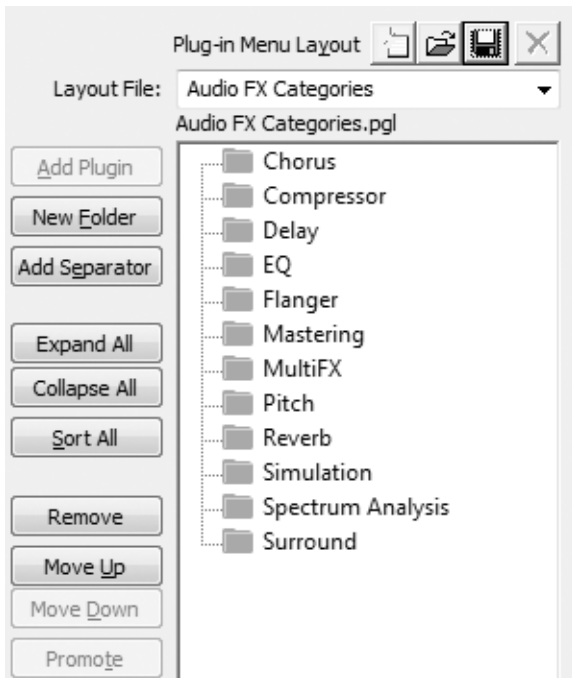 Plug-in Menu Layout
Layout File: Audio FX Categories
Audio FX Categories.pgl
Add Plugin
New Folder
Add Separator
Expand All
Collapse All
Sort All
Remove
Move Up
Move Down
Promote
Chorus
Compressor
Delay
EQ
Flanger
Mastering
MultiFX
Pitch
Reverb
Simulation
Spectrum Analysis
Surround